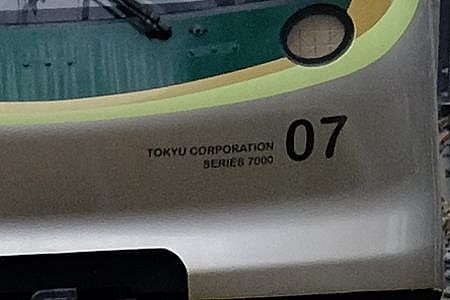 TOKYU CORPORATION
SERIES 7000
07